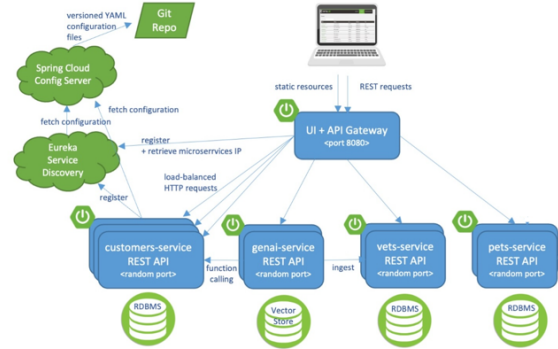 versioned YAML
configuration
files
Git
Repo
Spring Cloud
Config Server
static resources
REST requests
fetch configuration
fetch configuration
UI + API Gateway
<port 8080>
Eureka
Service
Discovery
register
+ retrieve microserrvices IP
load-balanced
HTTP requests
register
customers-service
REST API
<random port>
function
calling
genai-service
REST API
<random port>
ingest
vets-service
REST API
<random port>
pets-service
REST API
<random port>
RDBMS
Vector
Store
RDBMS
RDBMS